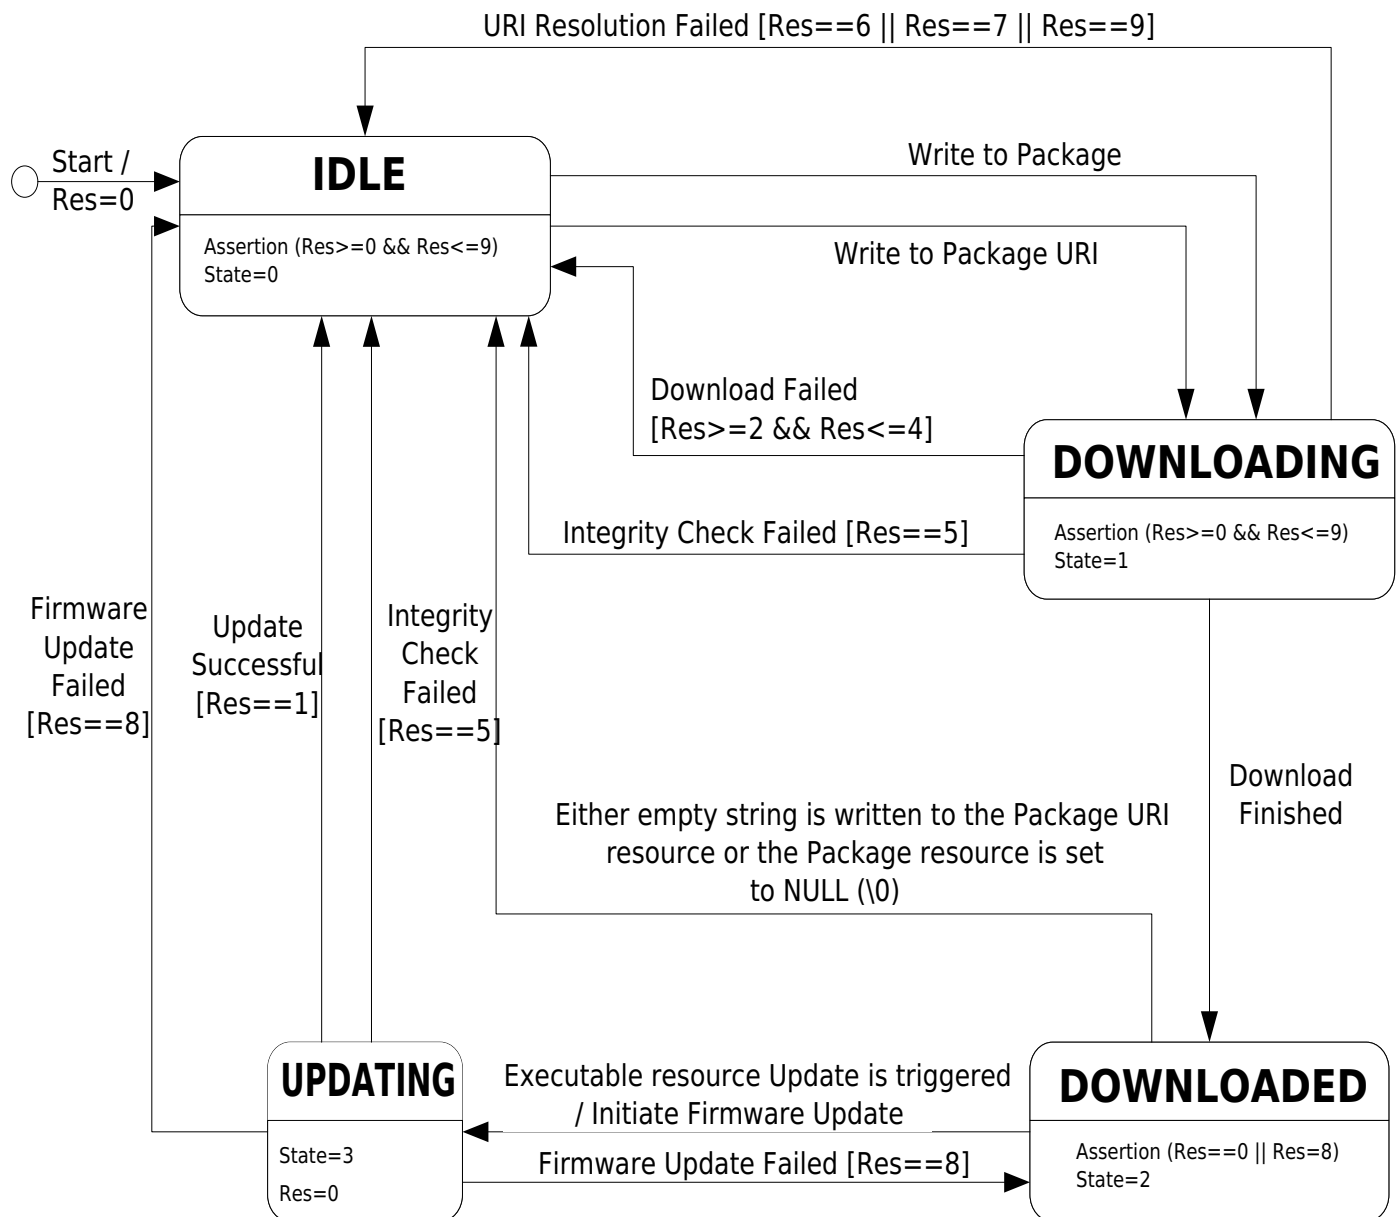 URI Resolution Failed [Res==6 || Res==7 || Res==9]
Start /
Res=0
IDLE
Assertion (Res>=0 && Res<=9)
State=0
Write to Package
Write to Package URI
Download Failed
[Res>=2 && Res<=4]
DOWNLOADING
Assertion (Res>=0 && Res<=9)
State=1
Integrity Check Failed [Res==5]
Firmware
Update
Failed
[Res==8]
Update
Successful
[Res==1]
Integrity
Check
Failed
[Res==5]
Download
Finished
Either empty string is written to the Package URI
resource or the Package resource is set
to NULL (\0)
UPDATING
State=3
Res=0
Executable resource Update is triggered
/ Initiate Firmware Update
Firmware Update Failed [Res==8]
DOWNLOADED
Assertion (Res==0 || Res=8)
State=2